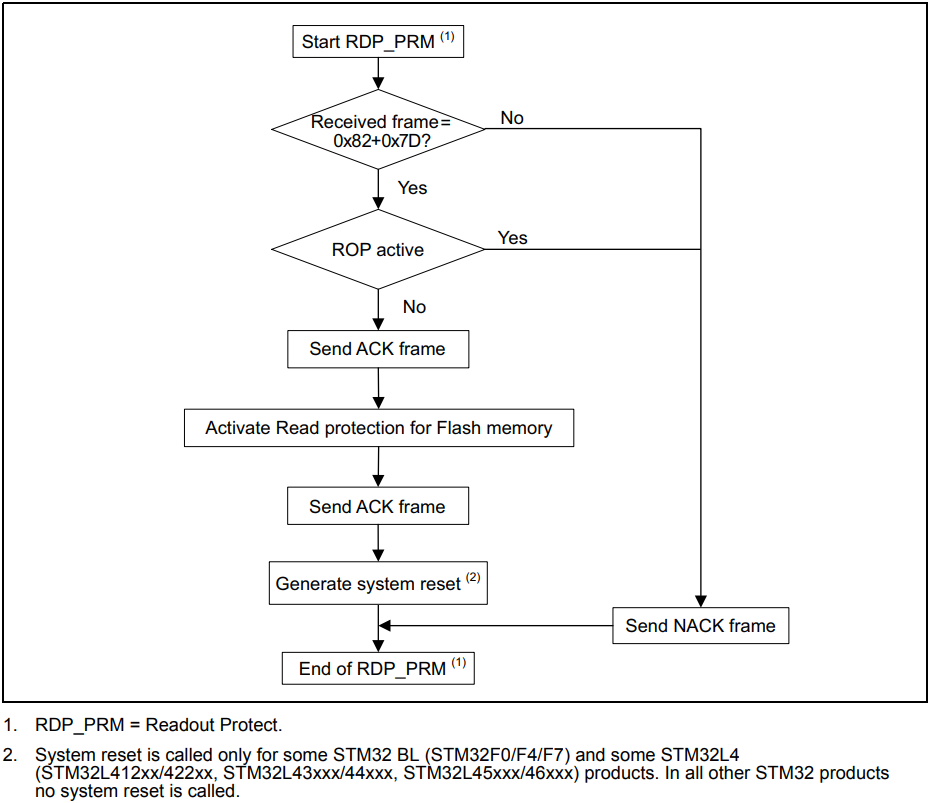 Start RDP_PRM (1)
Received frame=
0x82+0x7D?
No
Yes
ROP active
Yes
No
Send ACK frame
Activate Read protection for Flash memory
Send ACK frame
Generate system reset (2)
Send NACK frame
End of RDP_PRM (1)
1. RDP_PRM = Readout Protect.
2. System reset is called only for some STM32 BL (STM32F0/F4/F7) and some STM32L4
(STM32L412xx/422xx, STM32L43xxx/44xxx, STM32L45xxx/46xxx) products. In all other STM32 products
no system reset is called.